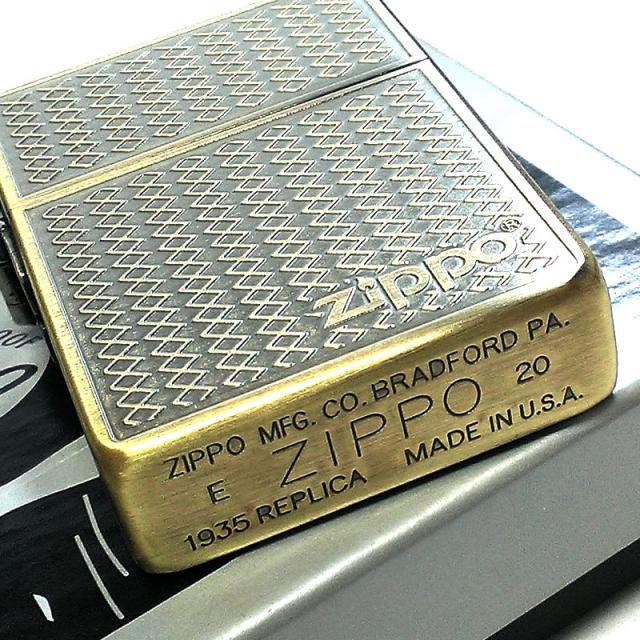 Zippo®
ZIPPO MFG. CO. BRADFORD PA.
E ZIPPO 20
1935 REPLICA MADE IN U.S.A.